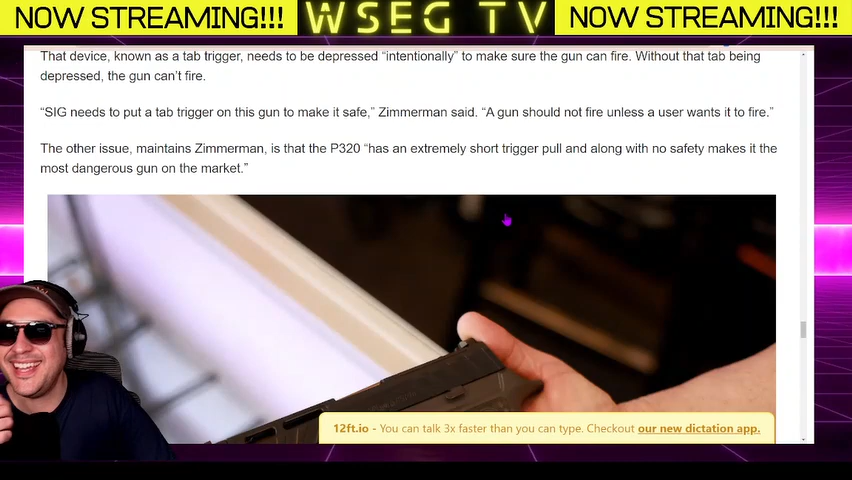 NOW STREAMING!!! WSEG TV NOW STREAMING!!!
That device, known as a tab trigger, needs to be depressed “intentionally” to make sure the gun can fire. Without that tab being
depressed, the gun can’t fire.
“SIG needs to put a tab trigger on this gun to make it safe,” Zimmerman said. “A gun should not fire unless a user wants it to fire.”
The other issue, maintains Zimmerman, is that the P320 “has an extremely short trigger pull and along with no safety makes it the
most dangerous gun on the market.”
12ft.io - You can talk 3x faster than you can type. Checkout our new dictation app.